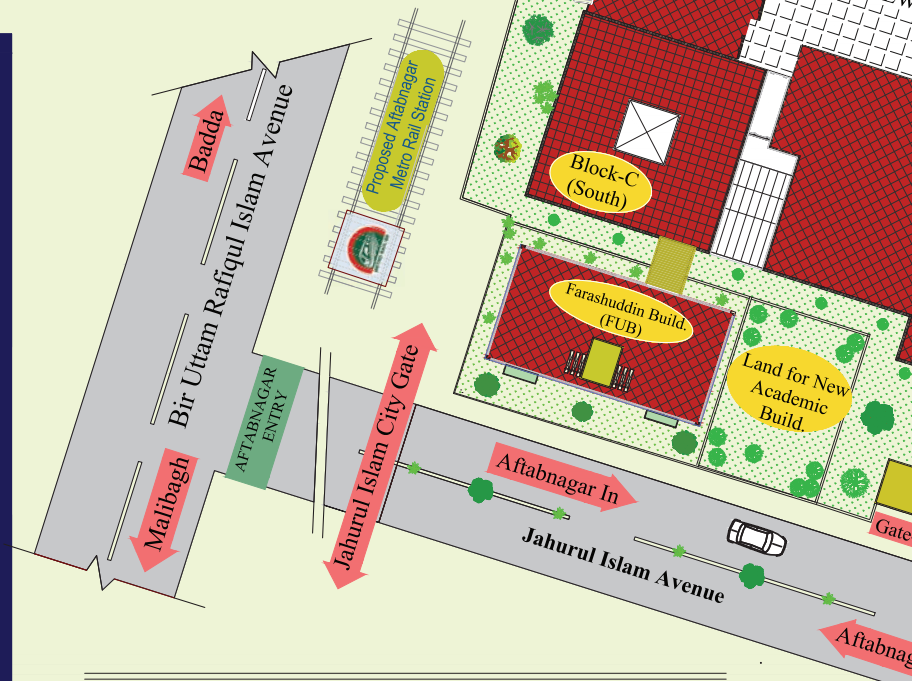 Badda
Bir Uttam Rafiqul Islam Avenue
Malibagh
Proposed Aftabnagar
Metro Rail Station
AFTABNAGAR
ENTRY
Jahurul Islam City Gate
Block-C
(South)
Farashuddin Build.
(FUB)
Land for New
Academic
Build.
Aftabnagar In
Jahurul Islam Avenue
Gate